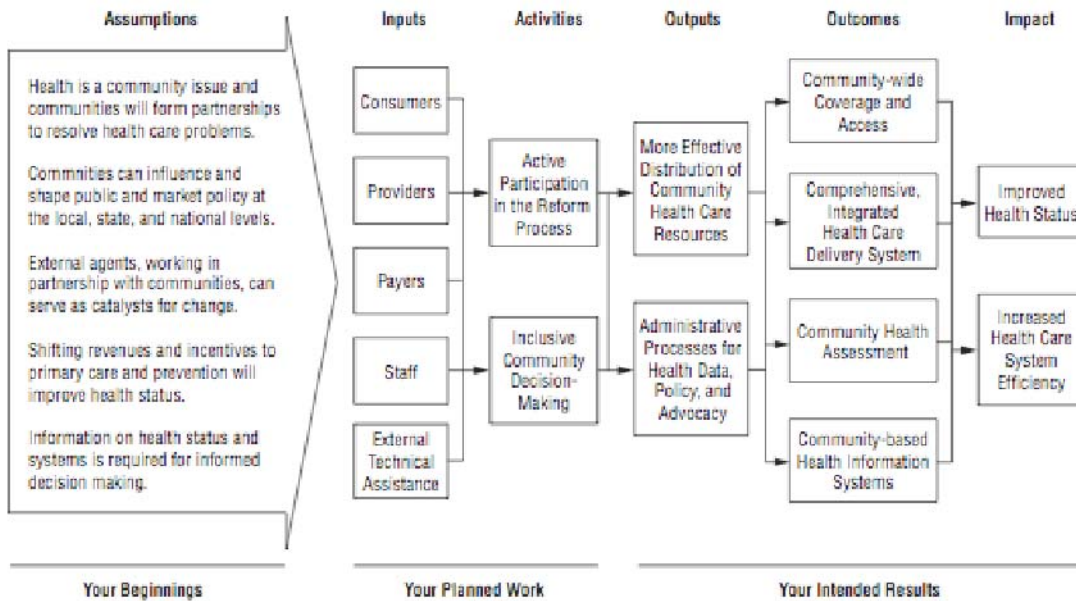 Assumptions
Inputs
Activities
Outputs
Outcomes
Impact
Health is a community issue and
communities will form partnerships
to resolve health care problems.
Commnities can influence and
shape public and market policy at
the local, state, and national levels.
External agents, working in
partnership with communities, can
serve as catalysts for change.
Shifting revenues and incentives to
primary care and prevention will
improve health status.
Information on health status and
systems is required for informed
decision making.
Consumers
Providers
Payers
Staff
External
Technical
Assistance
Active
Participation
in the Reform
Process
Inclusive
Community
Decision-
Making
More Effective
Distribution of
Community
Health Care
Resources
Administrative
Processes for
Health Data,
Policy, and
Advocacy
Community-wide
Coverage and
Access
Comprehensive,
Integrated
Health Care
Delivery System
Community Health
Assessment
Community-based
Health Information
Systems
Improved
Health Status
Increased
Health Care
System
Efficiency
Your Beginnings
Your Planned Work
Your Intended Results